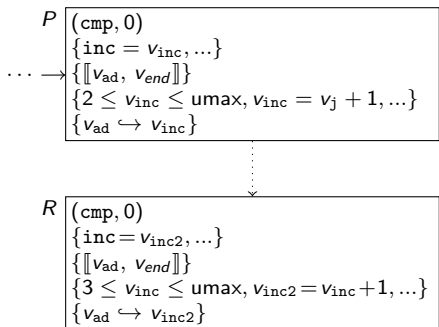 P (cmp, 0)
{inc = v_inc, ...}
⋯ {⟦v_ad, v_end⟧}
{2 ≤ v_inc ≤ umax, v_inc = v_j + 1, ...}
{v_ad ↪ v_inc}
R (cmp, 0)
{inc = v_inc2, ...}
{⟦v_ad, v_end⟧}
{3 ≤ v_inc ≤ umax, v_inc2 = v_inc + 1, ...}
{v_ad ↪ v_inc2}